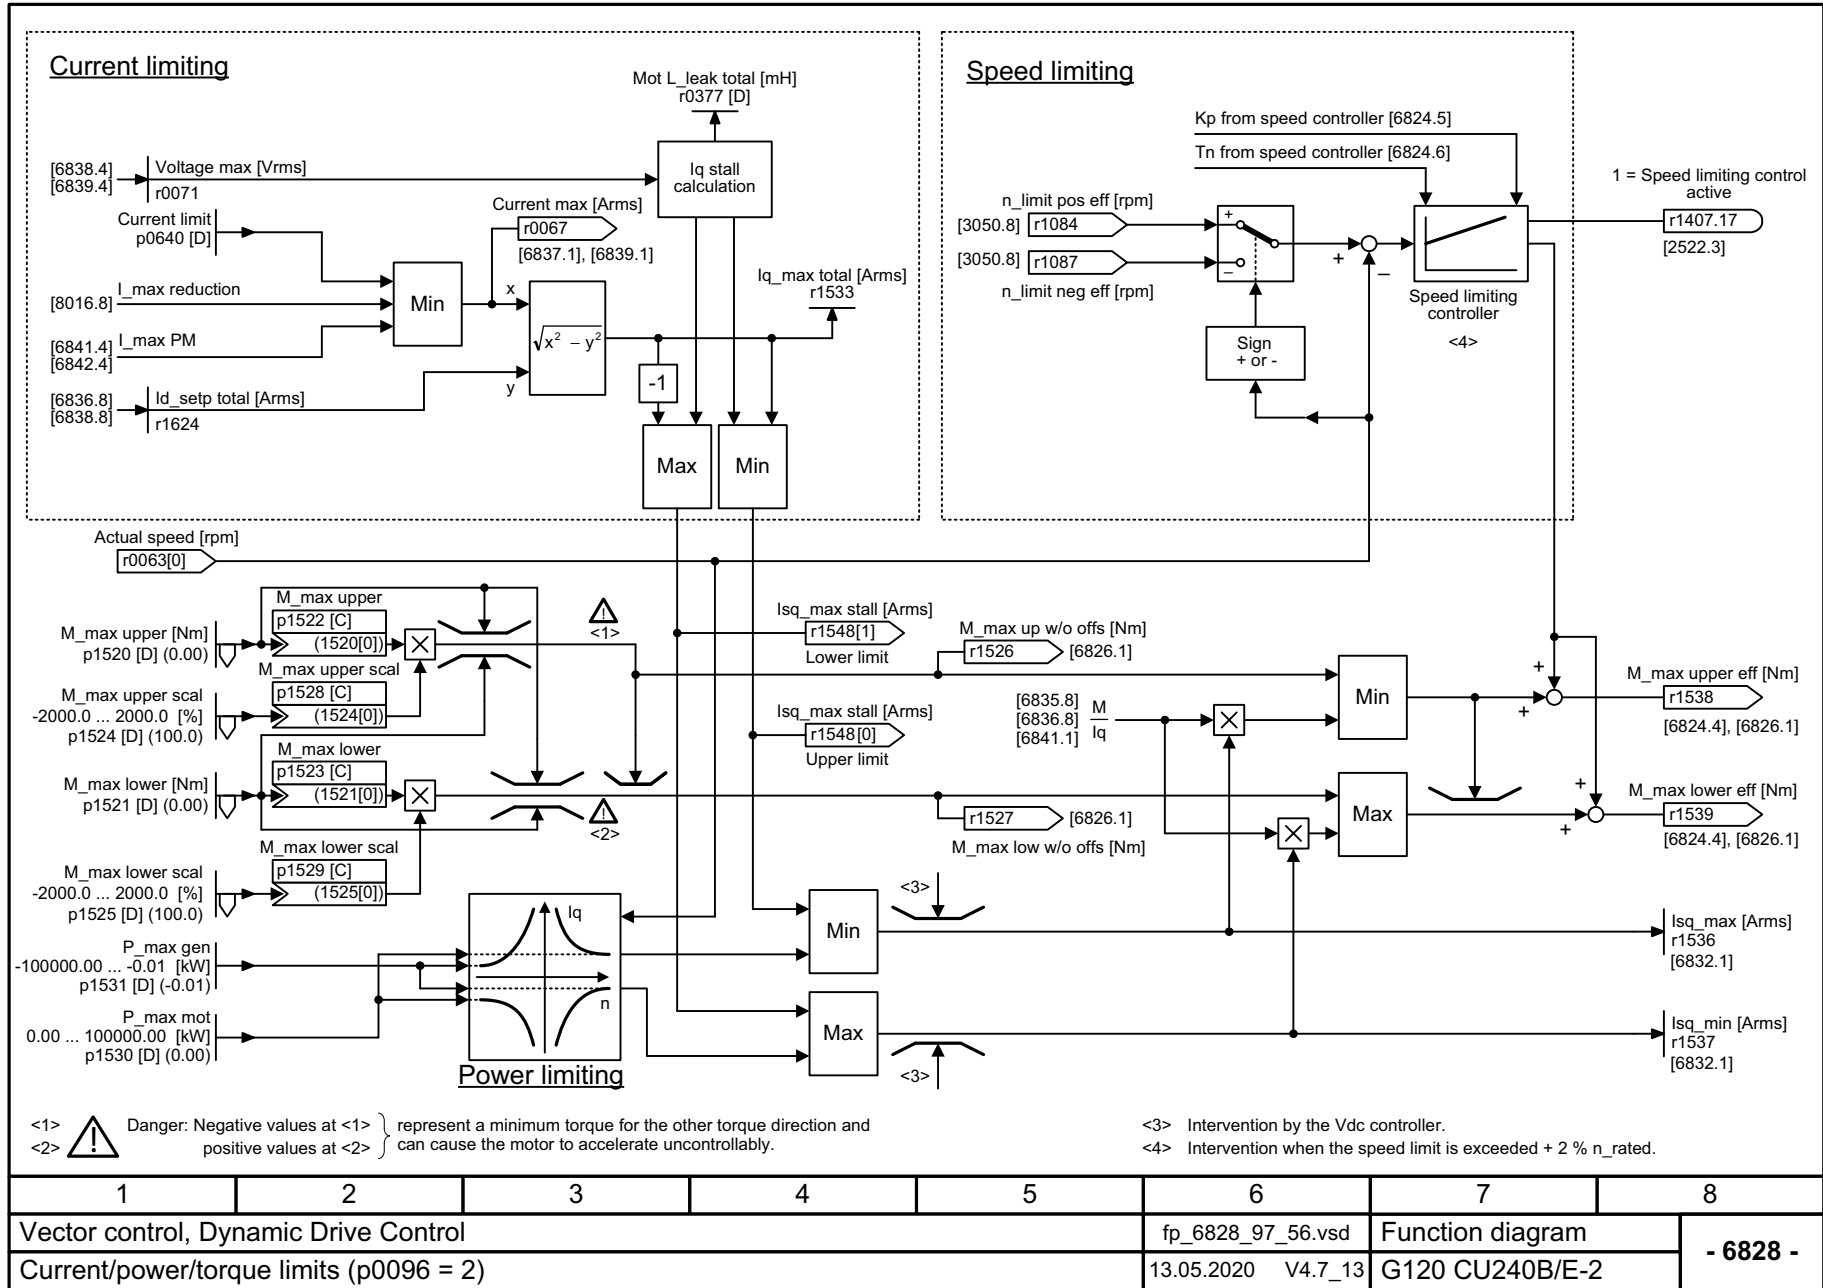 Current limiting
Mot L_leak total [mH]
r0377 [D]
[6838.4]
[6839.4]
Voltage max [Vrms]
r0071
Iq stall
calculation
Current limit
p0640 [D]
Current max [Arms]
r0067
[6837.1], [6839.1]
[8016.8]
I_max reduction
Min
x
√x² – y²
y
Iq_max total [Arms]
r1533
[6841.4]
[6842.4]
I_max PM
[6836.8]
[6838.8]
Id_setp total [Arms]
r1624
-1
Max
Min
Speed limiting
Kp from speed controller [6824.5]
Tn from speed controller [6824.6]
n_limit pos eff [rpm]
[3050.8]
r1084
[3050.8]
r1087
n_limit neg eff [rpm]
+
–
+
–
Sign
+ or -
Speed limiting
controller
<4>
1 = Speed limiting control
active
r1407.17
[2522.3]
Actual speed [rpm]
r0063[0]
M_max upper [Nm]
p1520 [D] (0.00)
M_max upper
p1522 [C]
(1520[0])
M_max upper scal
-2000.0 ... 2000.0 [%]
p1524 [D] (100.0)
M_max upper scal
p1528 [C]
(1524[0])
M_max lower [Nm]
p1521 [D] (0.00)
M_max lower
p1523 [C]
(1521[0])
M_max lower scal
-2000.0 ... 2000.0 [%]
p1525 [D] (100.0)
M_max lower scal
p1529 [C]
(1525[0])
!
<1>
!
<2>
Isq_max stall [Arms]
r1548[1]
Lower limit
Isq_max stall [Arms]
r1548[0]
Upper limit
M_max up w/o offs [Nm]
r1526
[6826.1]
[6835.8]
[6836.8]
[6841.1]
M
Iq
r1527
[6826.1]
M_max low w/o offs [Nm]
Min
Max
+
+
+
+
M_max upper eff [Nm]
r1538
[6824.4], [6826.1]
M_max lower eff [Nm]
r1539
[6824.4], [6826.1]
P_max gen
-100000.00 ... -0.01 [kW]
p1531 [D] (-0.01)
P_max mot
0.00 ... 100000.00 [kW]
p1530 [D] (0.00)
Iq
n
Power limiting
Min
Max
<3>
<3>
Isq_max [Arms]
r1536
[6832.1]
Isq_min [Arms]
r1537
[6832.1]
<1>
<2>
!
Danger: Negative values at <1>
positive values at <2>
represent a minimum torque for the other torque direction and
can cause the motor to accelerate uncontrollably.
<3> Intervention by the Vdc controller.
<4> Intervention when the speed limit is exceeded + 2 % n_rated.
1 2 3 4 5 6 7 8
Vector control, Dynamic Drive Control
fp_6828_97_56.vsd
Function diagram
- 6828 -
Current/power/torque limits (p0096 = 2)
13.05.2020 V4.7_13
G120 CU240B/E-2